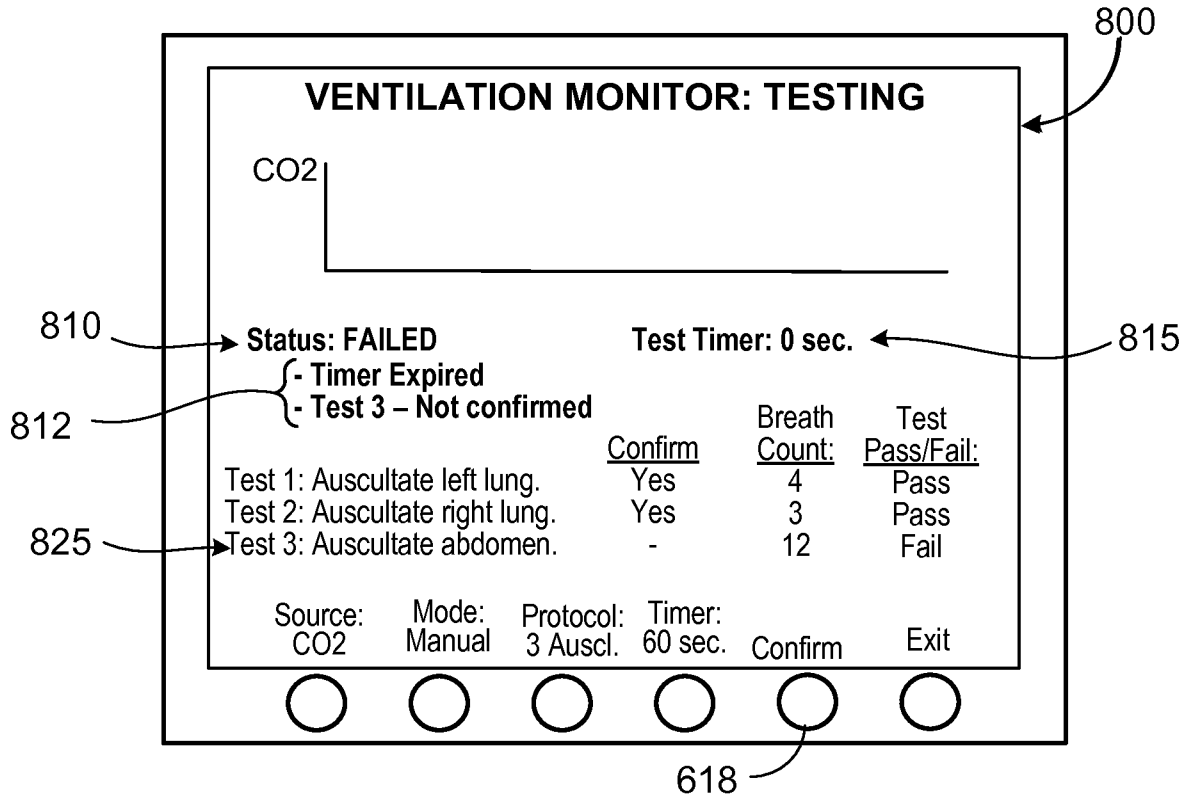 800
VENTILATION MONITOR: TESTING
CO2
810
Status: FAILED
Test Timer: 0 sec.
815
812
- Timer Expired
- Test 3 – Not confirmed
Confirm
Breath
Count:
Test
Pass/Fail:
Test 1: Auscultate left lung. Yes 4 Pass
Test 2: Auscultate right lung. Yes 3 Pass
825
Test 3: Auscultate abdomen. - 12 Fail
Source:
CO2
Mode:
Manual
Protocol:
3 Auscl.
Timer:
60 sec.
Confirm
Exit
618